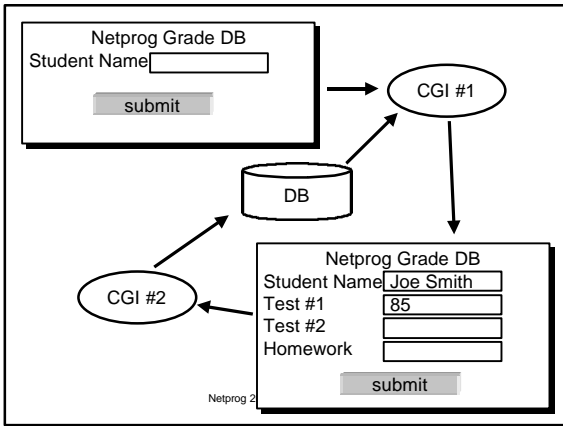 Netprog Grade DB
Student Name
submit
CGI #1
DB
CGI #2
Netprog Grade DB
Student Name Joe Smith
Test #1 85
Test #2
Homework
submit
Netprog 2